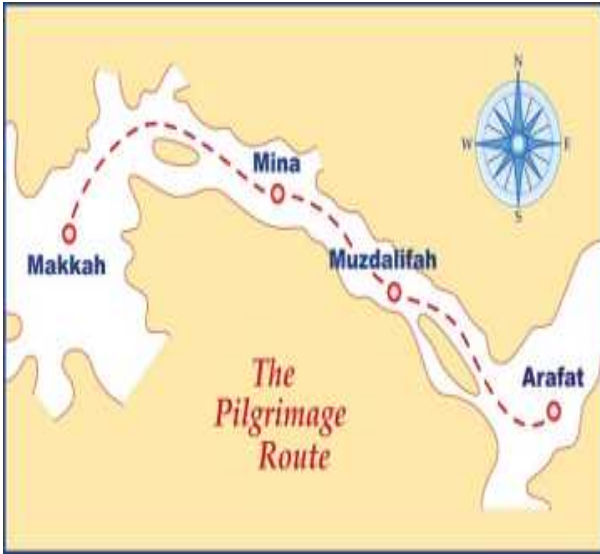 N
W
E
S
Mina
Makkah
Muzdalifah
Arafat
The
Pilgrimage
Route